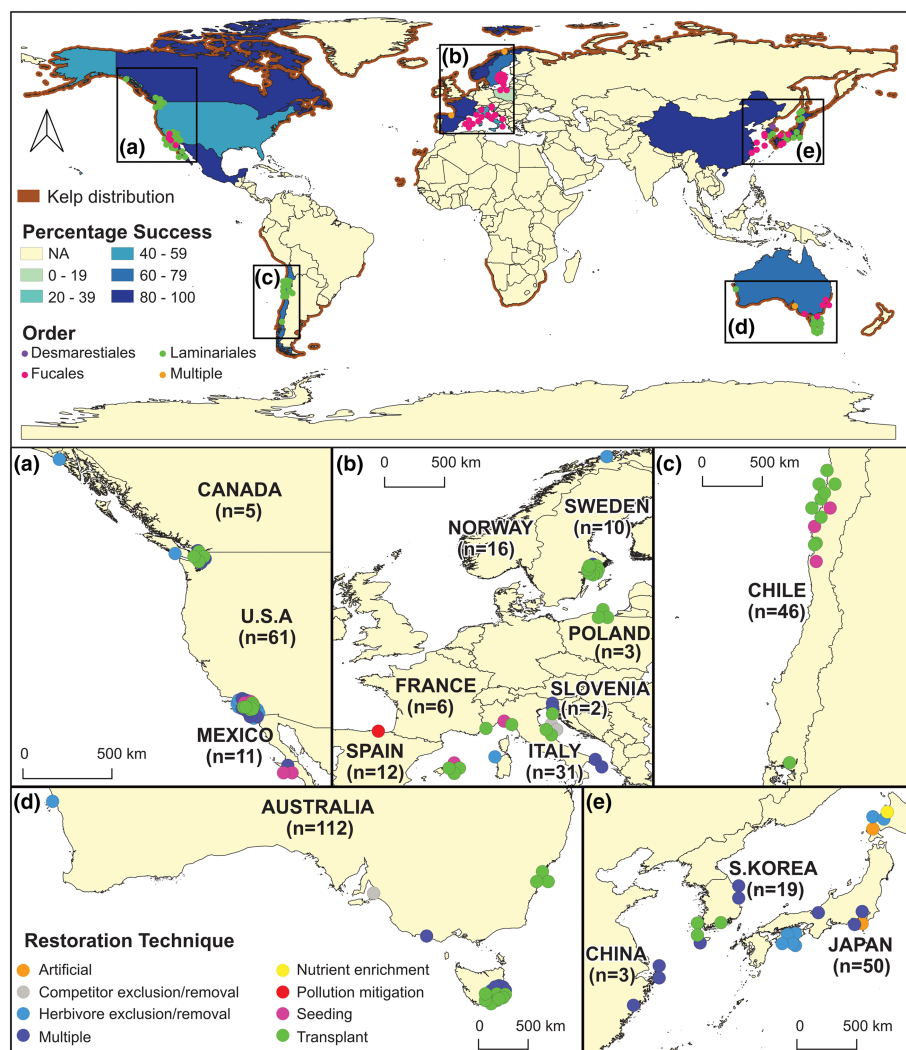 (b)
(a)
(e)
Kelp distribution
Percentage Success
NA
40 - 59
0 - 19
60 - 79
20 - 39
80 - 100
(c)
(d)
Order
Desmarestiales
Laminariales
Fucales
Multiple
(a)
CANADA
(n=5)
U.S.A
(n=61)
MEXICO
(n=11)
0
500 km
(b)
0
500 km
NORWAY
(n=16)
SWEDEN
(n=10)
POLAND
(n=3)
FRANCE
(n=6)
SLOVENIA
(n=2)
SPAIN
(n=12)
ITALY
(n=31)
(c)
0
500 km
CHILE
(n=46)
(d)
AUSTRALIA
(n=112)
Restoration Technique
Artificial
Nutrient enrichment
Competitor exclusion/removal
Pollution mitigation
Herbivore exclusion/removal
Seeding
Multiple
Transplant
0
500 km
(e)
S.KOREA
(n=19)
JAPAN
(n=50)
CHINA
(n=3)
0
500 km